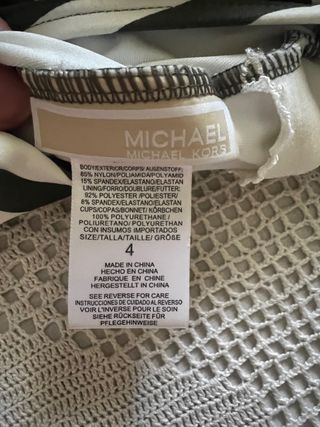 MICHAEL
MICHAEL KORS
BODY/EXTERIOR/CORPS/ AUSENSTOFF:
85% NYLON/POLIAMIDA/POLYAMID
15% SPANDEX/ELASTANO/ELASTAN
LINING/FORRO/DOUBLURE/FUTTER:
92% POLYESTER / POLIESTER/
8% SPANDEX/ELASTANO/ELASTAN
CUPS/COPAS/BONNET/ KÖRBCHEN
100% POLYURETHANE /
POLIURETANO / POLYURETHAN
CON INSUMOS IMPORTADOS
SIZE/TALLA/TAILLE/ GRÖßE
4
MADE IN CHINA
HECHO EN CHINA
FABRIQUE EN CHINE
HERGESTELLT IN CHINA
SEE REVERSE FOR CARE
INSTRUCCIONES DE CUIDADO AL REVERSO
VOIR L'INVERSE POUR LE SOIN
SIEHE RÜCKSEITE FÜR
PFLEGEHINWEISE